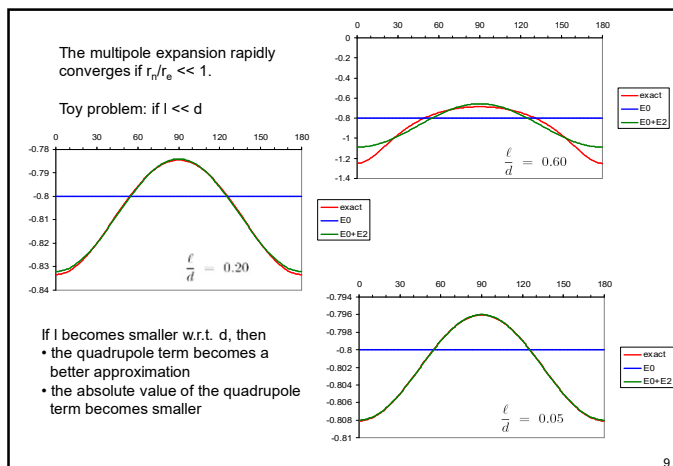 The multipole expansion rapidly
converges if rn/re << 1.
Toy problem: if l << d
0 30 60 90 120 150 180
-0.78
-0.79
-0.8
-0.81
-0.82
-0.83
-0.84
ℓ/d = 0.20
exact
E0
E0+E2
0 30 60 90 120 150 180
0
-0.2
-0.4
-0.6
-0.8
-1
-1.2
-1.4
ℓ/d = 0.60
exact
E0
E0+E2
If l becomes smaller w.r.t. d, then
• the quadrupole term becomes a
better approximation
• the absolute value of the quadrupole
term becomes smaller
0 30 60 90 120 150 180
-0.794
-0.796
-0.798
-0.8
-0.802
-0.804
-0.806
-0.808
-0.81
ℓ/d = 0.05
exact
E0
E0+E2
9